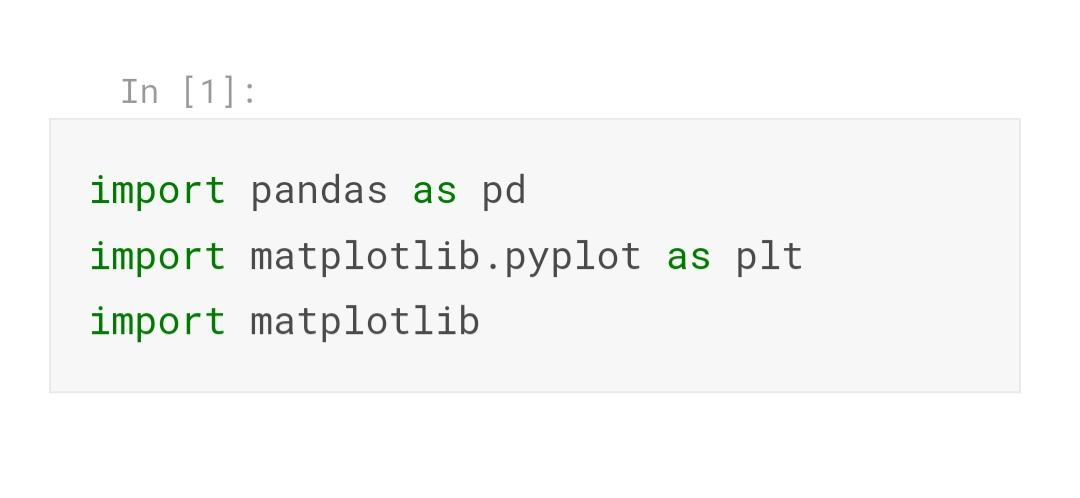 In [1]:
import pandas as pd
import matplotlib.pyplot as plt
import matplotlib